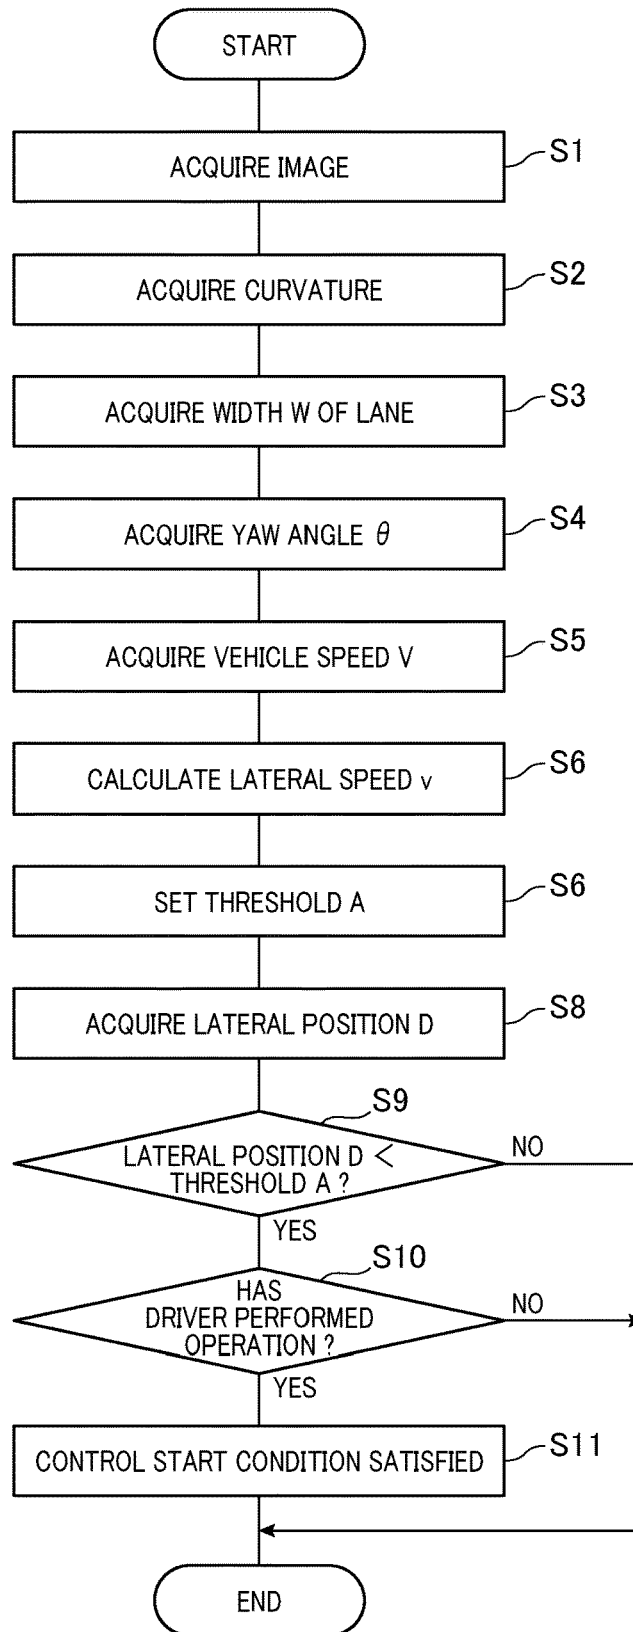 START
ACQUIRE IMAGE
S1
ACQUIRE CURVATURE
S2
ACQUIRE WIDTH W OF LANE
S3
ACQUIRE YAW ANGLE θ
S4
ACQUIRE VEHICLE SPEED V
S5
CALCULATE LATERAL SPEED v
S6
SET THRESHOLD A
S6
ACQUIRE LATERAL POSITION D
S8
S9
LATERAL POSITION D <
THRESHOLD A ?
NO
YES
S10
HAS
DRIVER PERFORMED
OPERATION ?
NO
YES
CONTROL START CONDITION SATISFIED
S11
END